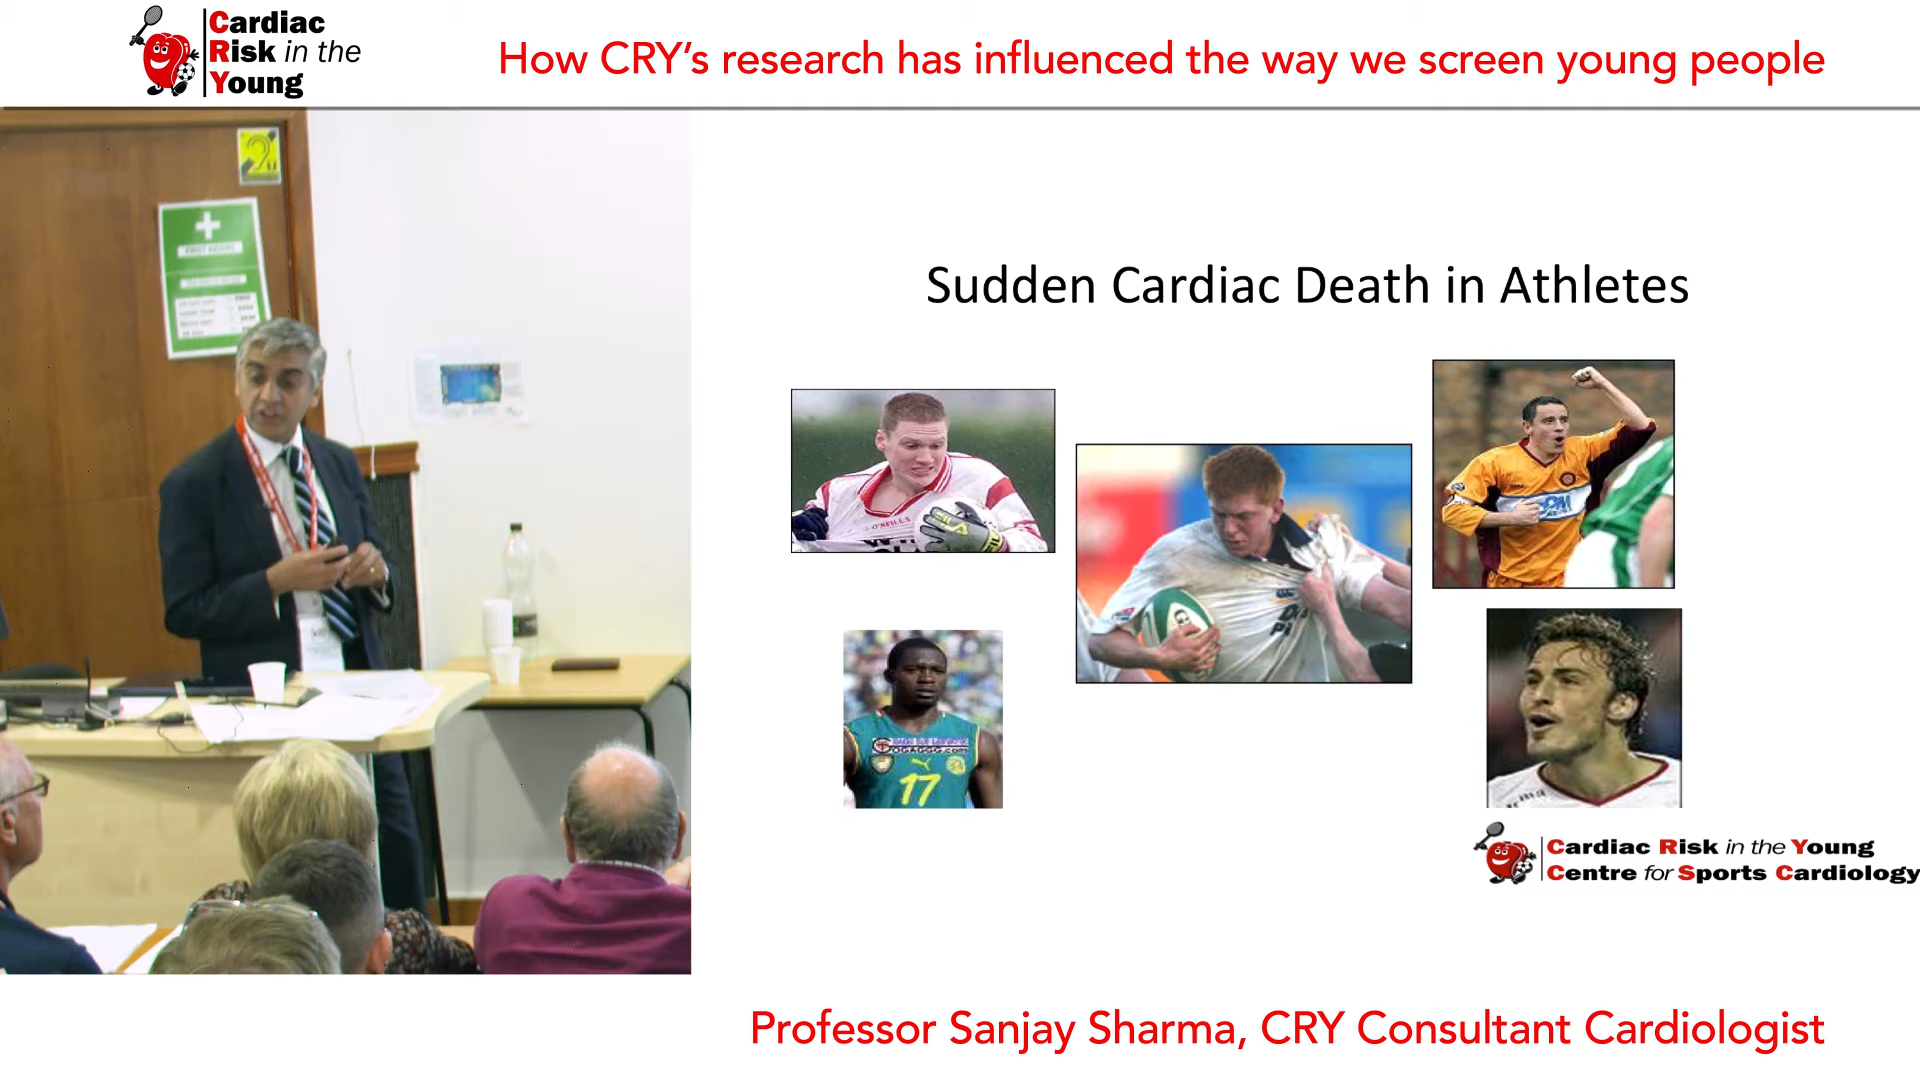 Cardiac
Risk in the
Young
How CRY's research has influenced the way we screen young people
Sudden Cardiac Death in Athletes
O'NEILLS
17
Cardiac Risk in the Young
Centre for Sports Cardiology
Professor Sanjay Sharma, CRY Consultant Cardiologist